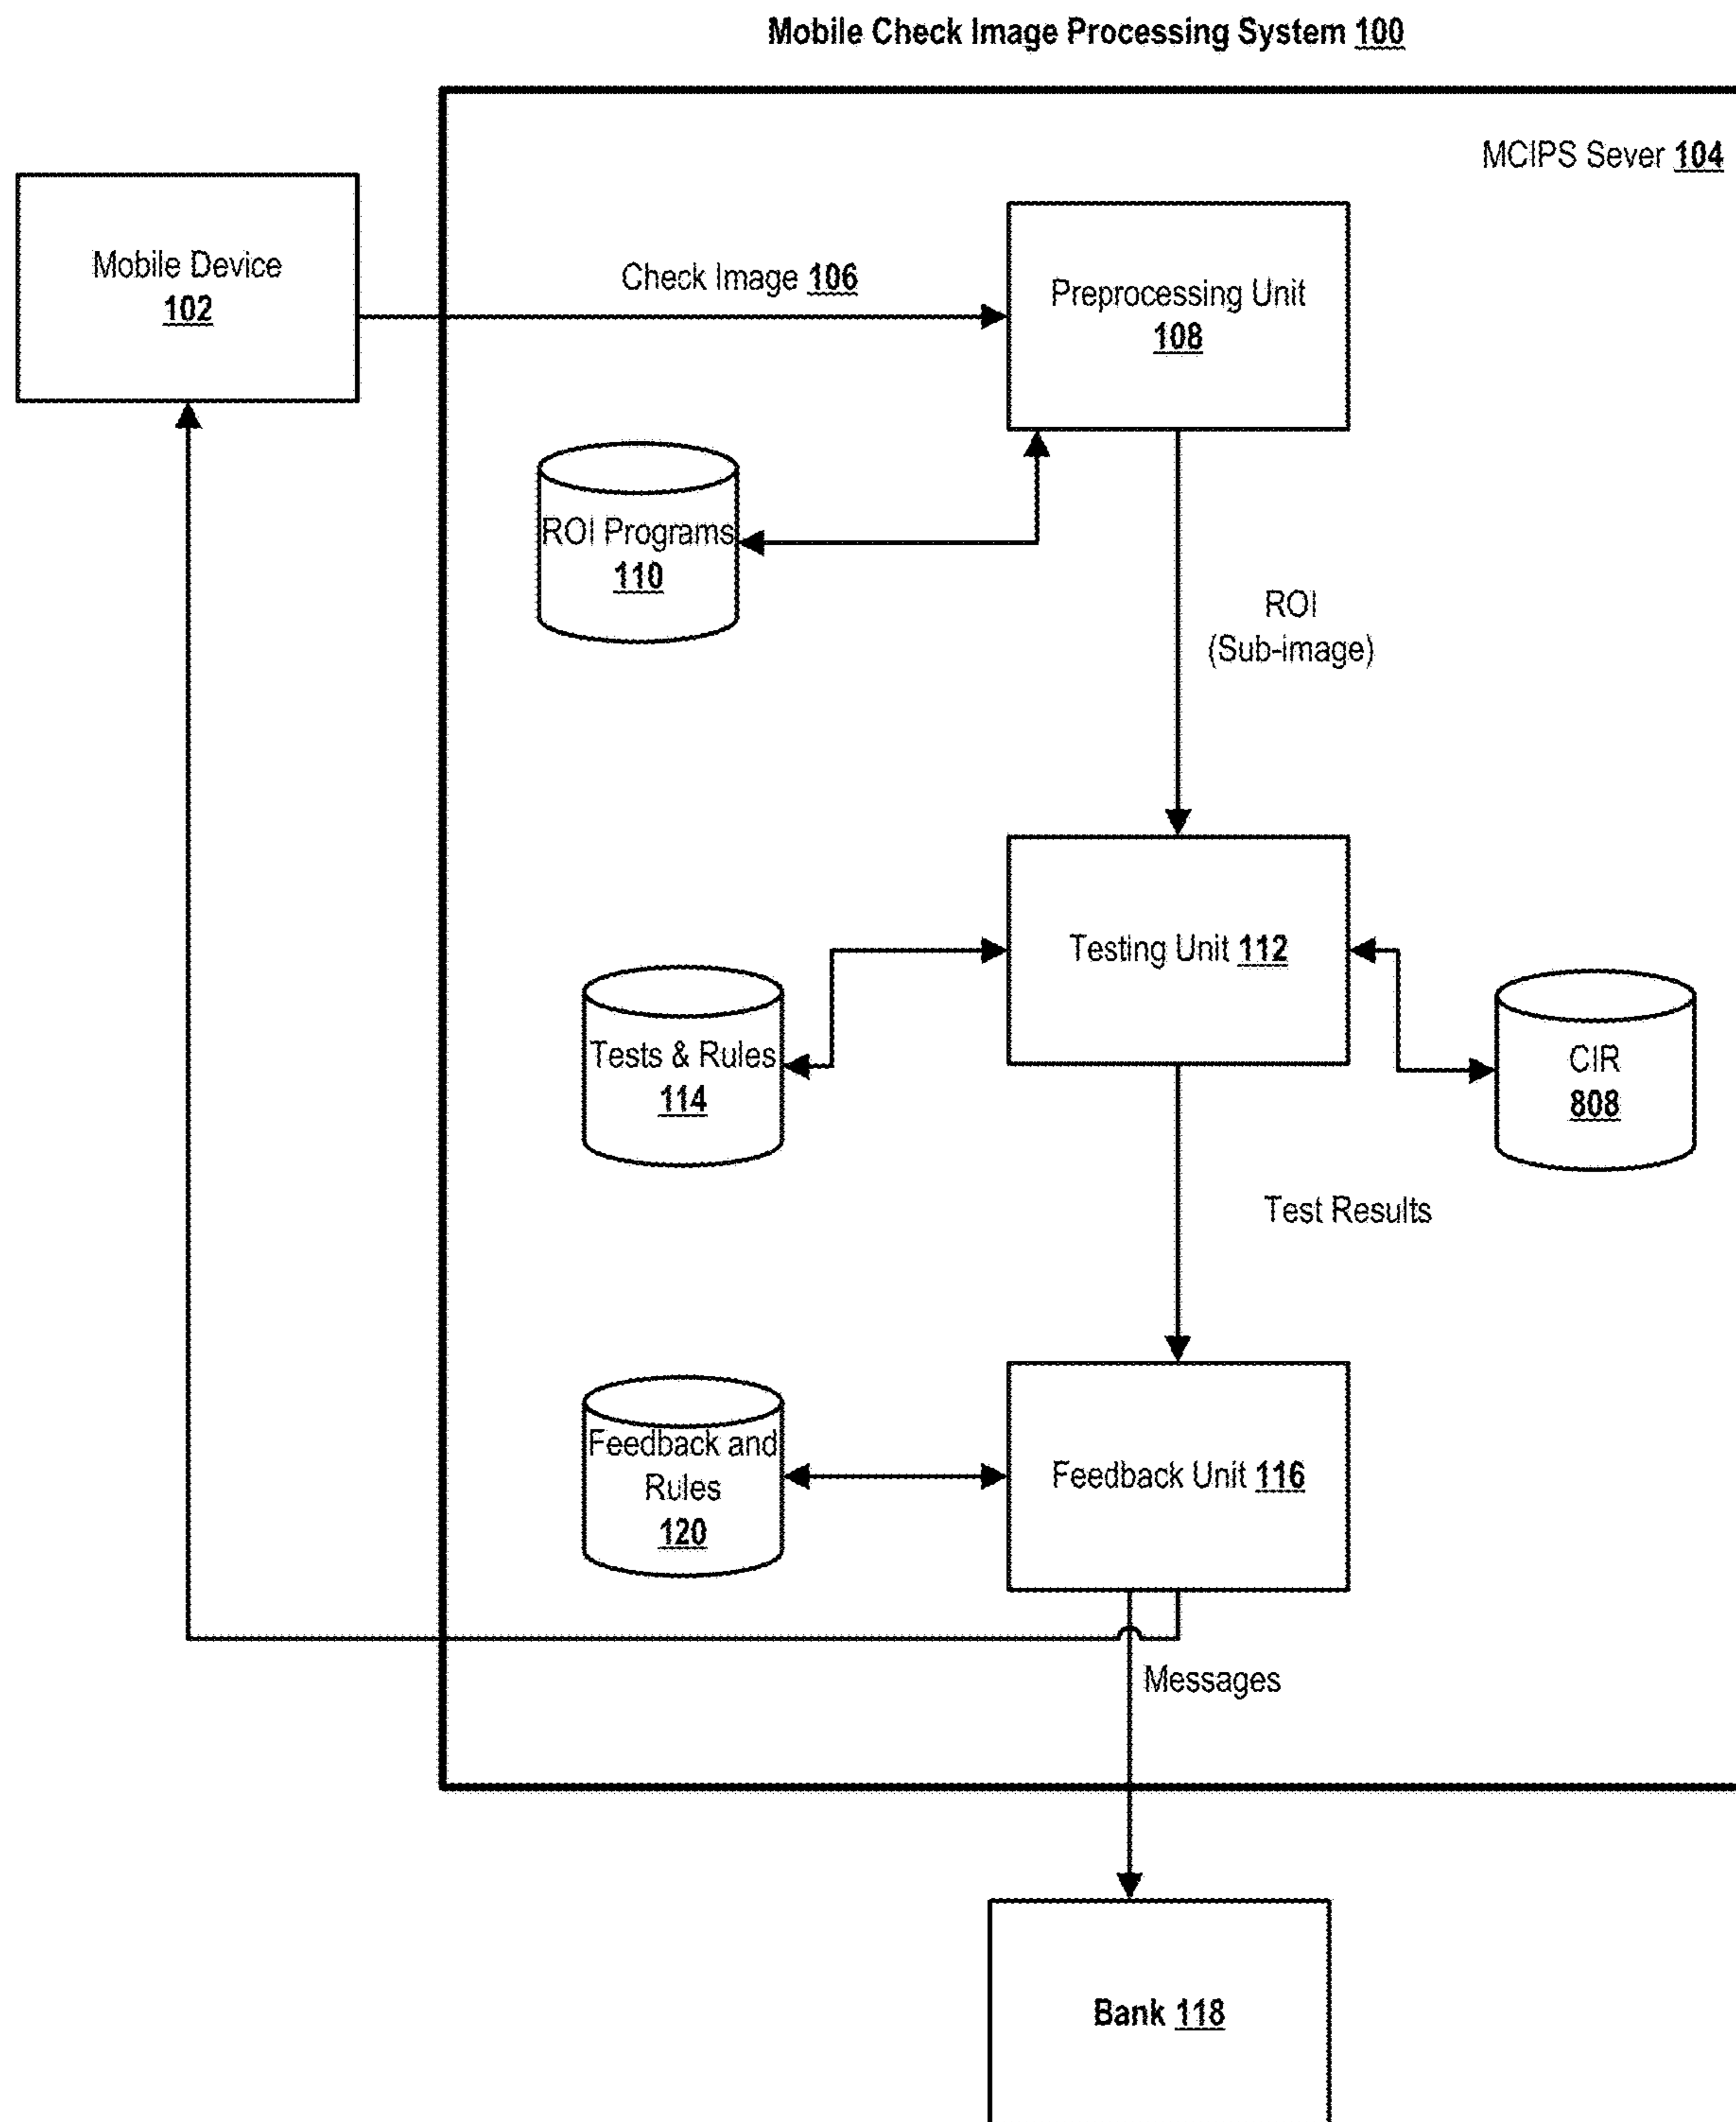 Mobile Check Image Processing System 100
MCIPS Sever 104
Mobile Device
102
Check Image 106
Preprocessing Unit
108
ROI Programs
110
ROI
(Sub-image)
Testing Unit 112
Tests & Rules
114
CIR
808
Test Results
Feedback and
Rules
120
Feedback Unit 116
Messages
Bank 118